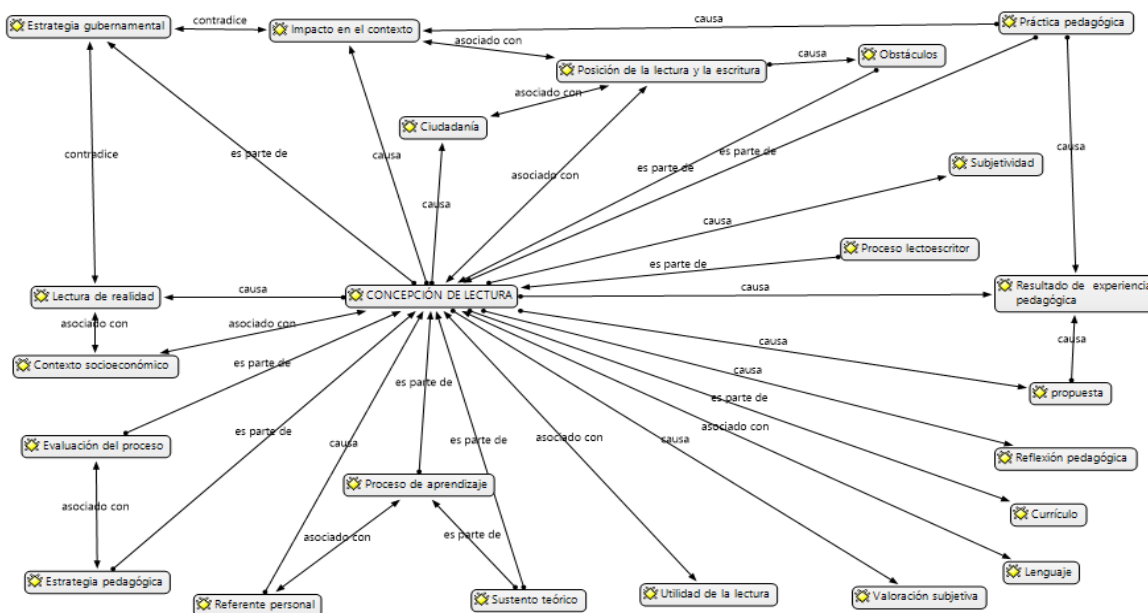 Estrategia gubernamental
contradice
Impacto en el contexto
causa
Práctica pedagógica
asociado con
Posición de la lectura y la escritura
causa
Obstáculos
asociado con
Ciudadanía
contradice
es parte de
causa
causa
asociado con
es parte de
es parte de
causa
Subjetividad
causa
Proceso lectoescritor
es parte de
Lectura de realidad
causa
CONCEPCIÓN DE LECTURA
causa
Resultado de experiencia
pedagógica
asociado con
asociado con
causa
causa
Contexto socioeconómico
es parte de
es parte de
causa
es parte de
propuesta
Evaluación del proceso
es parte de
causa
es parte de
asociado con
causa
asociado con
Reflexión pedagógica
Proceso de aprendizaje
asociado con
Currículo
asociado con
es parte de
Estrategia pedagógica
Referente personal
Sustento teórico
Utilidad de la lectura
Valoración subjetiva
Lenguaje